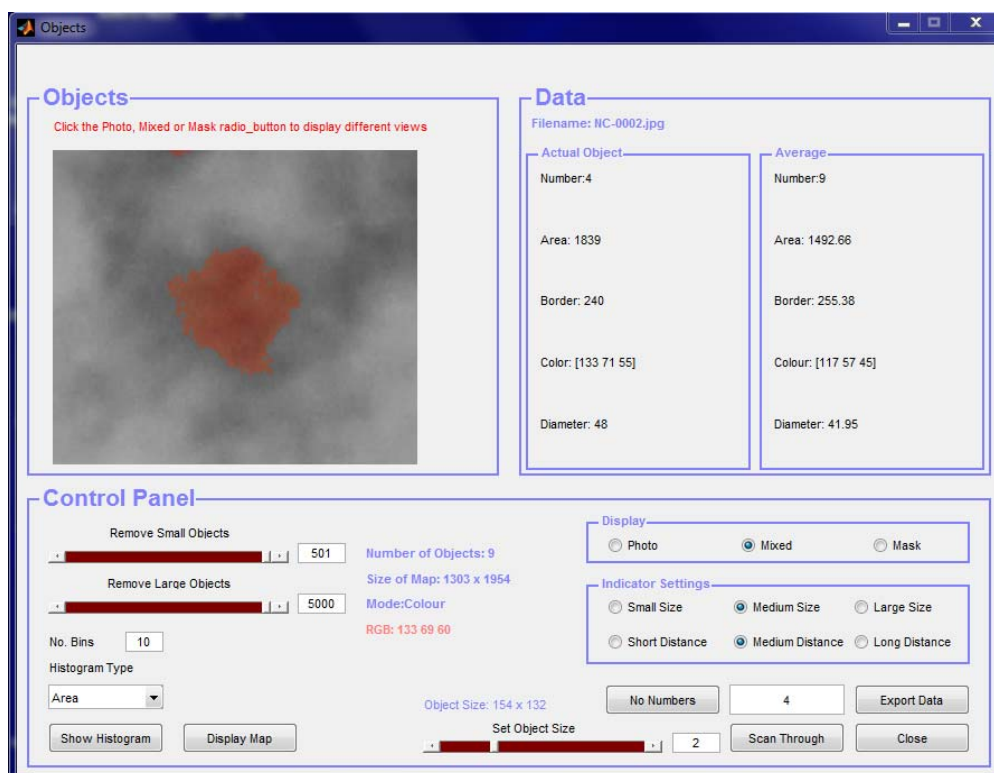 Objects
Objects
Click the Photo, Mixed or Mask radio_button to display different views
Data
Filename: NC-0002.jpg
Actual Object
Number:4
Area: 1839
Border: 240
Color: [133 71 55]
Diameter: 48
Average
Number:9
Area: 1492.66
Border: 255.38
Colour: [117 57 45]
Diameter: 41.95
Control Panel
Remove Small Objects
501
Remove Large Objects
5000
No. Bins 10
Histogram Type
Area
Show Histogram Display Map
Number of Objects: 9
Size of Map: 1303 x 1954
Mode:Colour
RGB: 133 69 60
Object Size: 154 x 132
Set Object Size
2
Display
Photo Mixed Mask
Indicator Settings
Small Size Medium Size Large Size
Short Distance Medium Distance Long Distance
No Numbers 4 Export Data
Scan Through Close